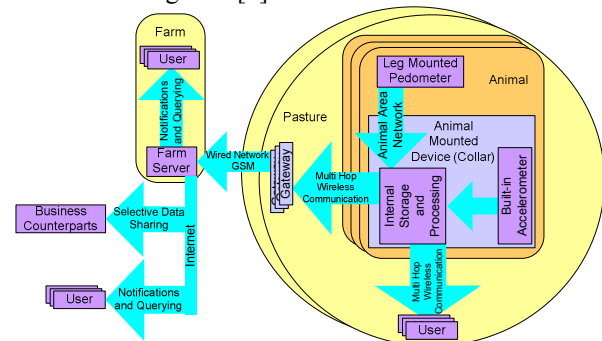 Farm
User
Notifications
and Querying
Farm
Server
Wired Network
GSM
Pasture
Gateway
Multi Hop
Wireless
Communication
Animal
Leg Mounted
Pedometer
Animal Area
Network
Animal
Mounted
Device (Collar)
Internal
Storage
and
Processing
Built-in
Accelerometer
Multi Hop
Wireless
Communication
User
Internet
Selective Data
Sharing
Business
Counterparts
Notifications
and Querying
User